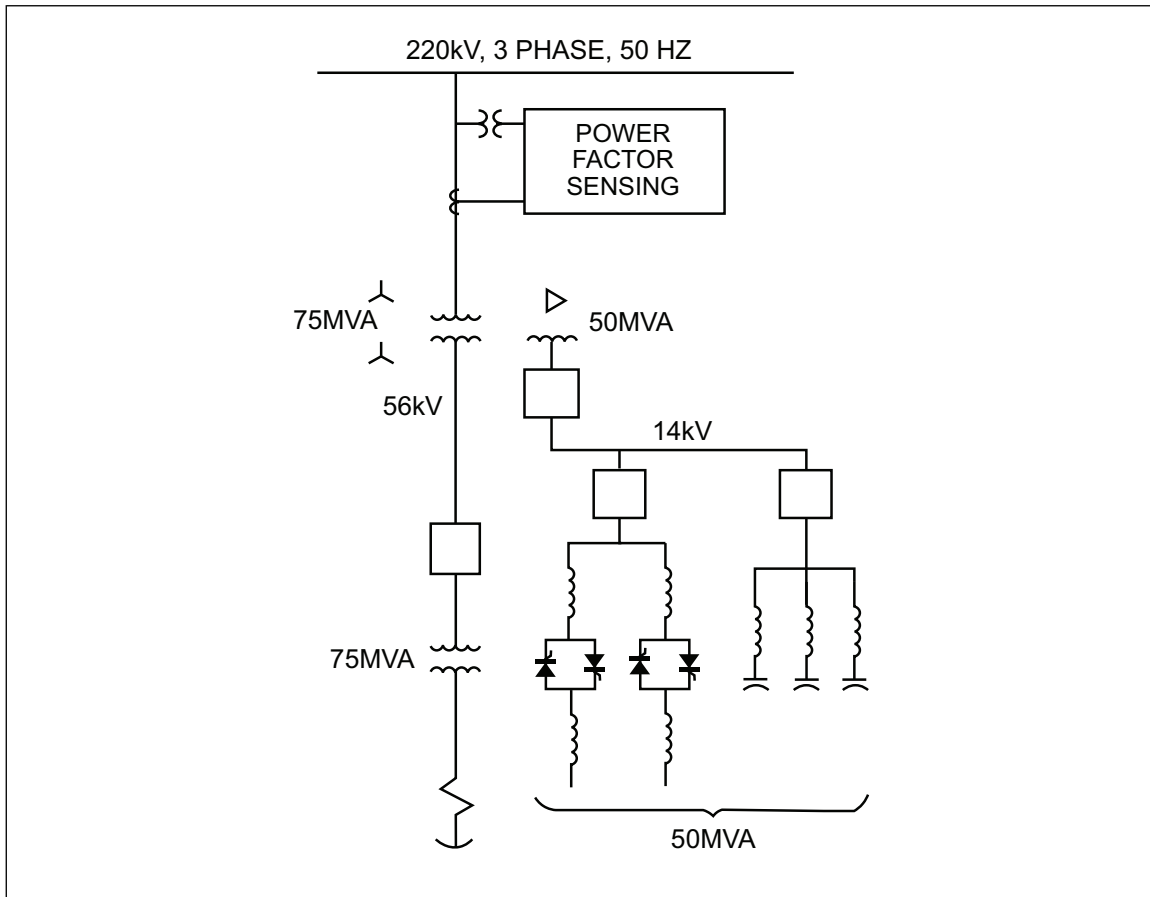 220kV, 3 PHASE, 50 HZ
POWER
FACTOR
SENSING
75MVA
50MVA
56kV
14kV
75MVA
50MVA